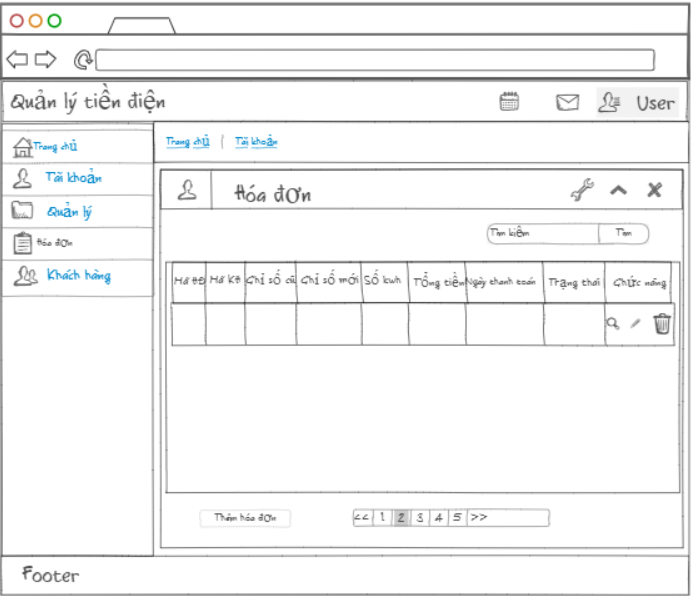 Quản lý tiền điện
User
Trang chủ
Tài khoản
Quản lý
Hóa đơn
Khách hàng
Trang chủ | Tài khoản
Hóa đơn
Tìm kiếm Tìm
Mã HĐ Mã KH Chỉ số cũ Chỉ số mới Số kwh Tổng tiền Ngày thanh toán Trạng thái Chức năng
Thêm hóa đơn
<< 1 2 3 4 5 >>
Footer